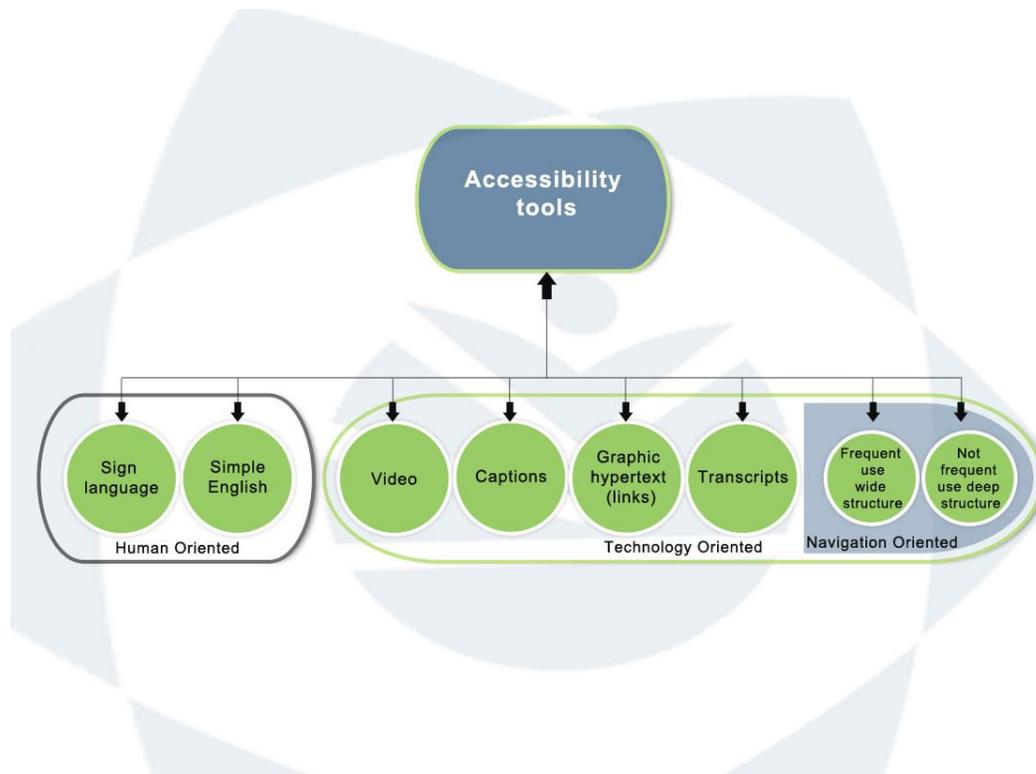 Accessibility
tools
Sign
language
Simple
English
Human Oriented
Video
Captions
Graphic
hypertext
(links)
Transcripts
Technology Oriented
Frequent
use
wide
structure
Not
frequent
use deep
structure
Navigation Oriented